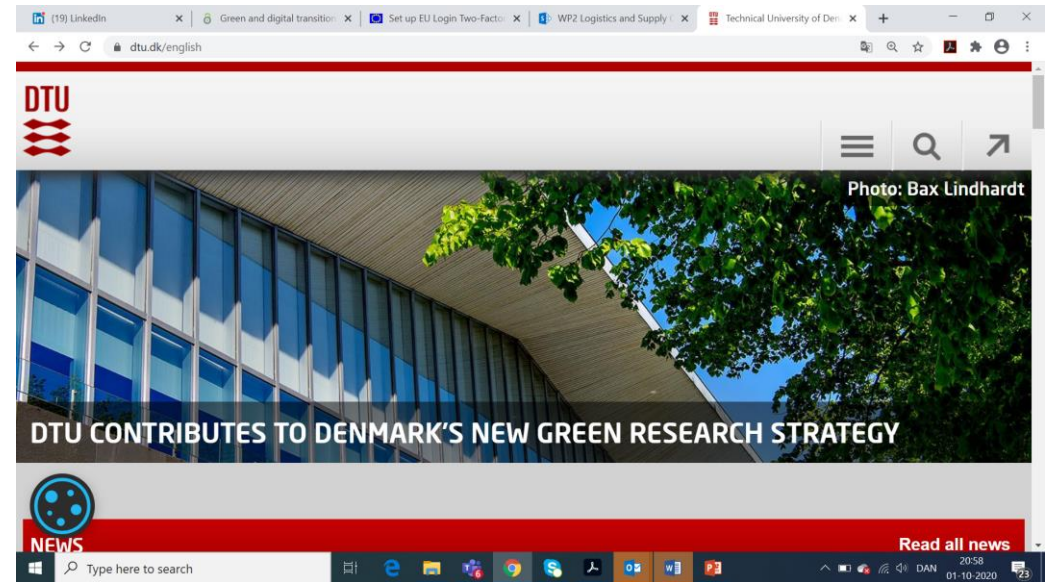 (19) LinkedIn
Green and digital transition
Set up EU Login Two-Facto
WP2 Logistics and Supply C
Technical University of Den
dtu.dk/english
DTU
Photo: Bax Lindhardt
DTU CONTRIBUTES TO DENMARK'S NEW GREEN RESEARCH STRATEGY
NEWS
Read all news
Type here to search
DAN
20:58
01-10-2020
23